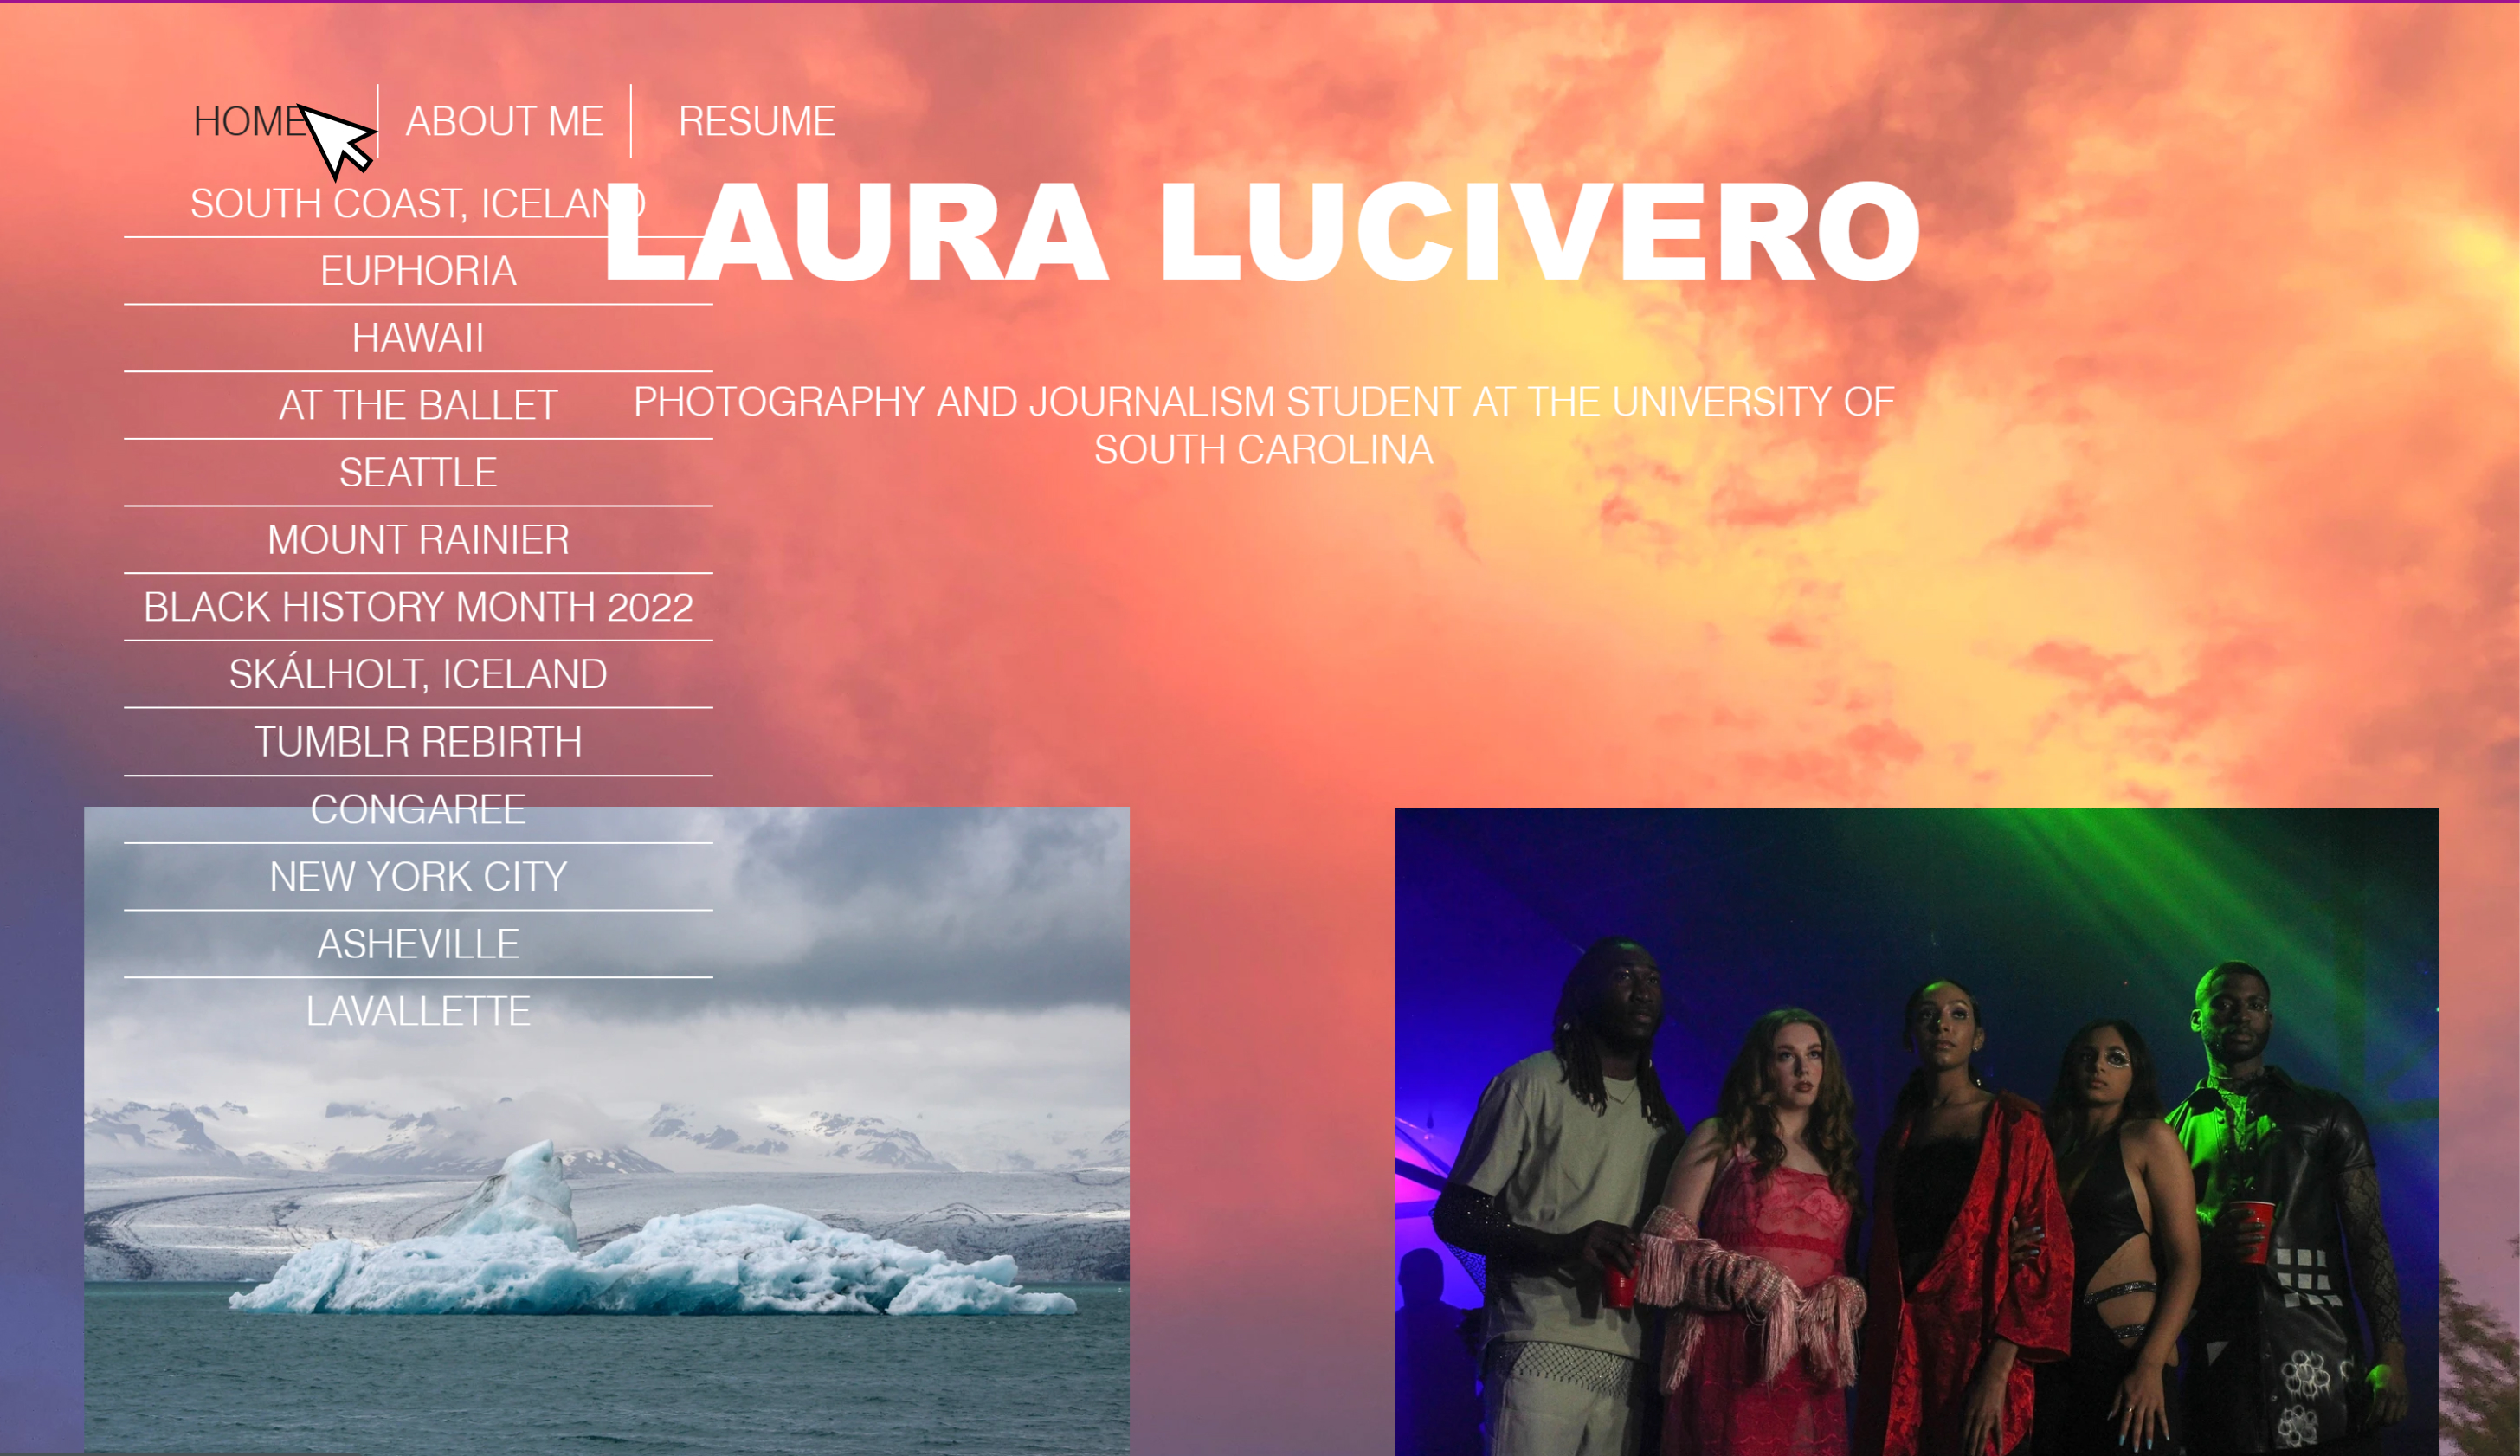 HOME
ABOUT ME
RESUME
SOUTH COAST, ICELAND
LAURA LUCIVERO
EUPHORIA
HAWAII
AT THE BALLET
PHOTOGRAPHY AND JOURNALISM STUDENT AT THE UNIVERSITY OF
SOUTH CAROLINA
SEATTLE
MOUNT RAINIER
BLACK HISTORY MONTH 2022
SKÁLHOLT, ICELAND
TUMBLR REBIRTH
CONGAREE
NEW YORK CITY
ASHEVILLE
LAVALLETTE